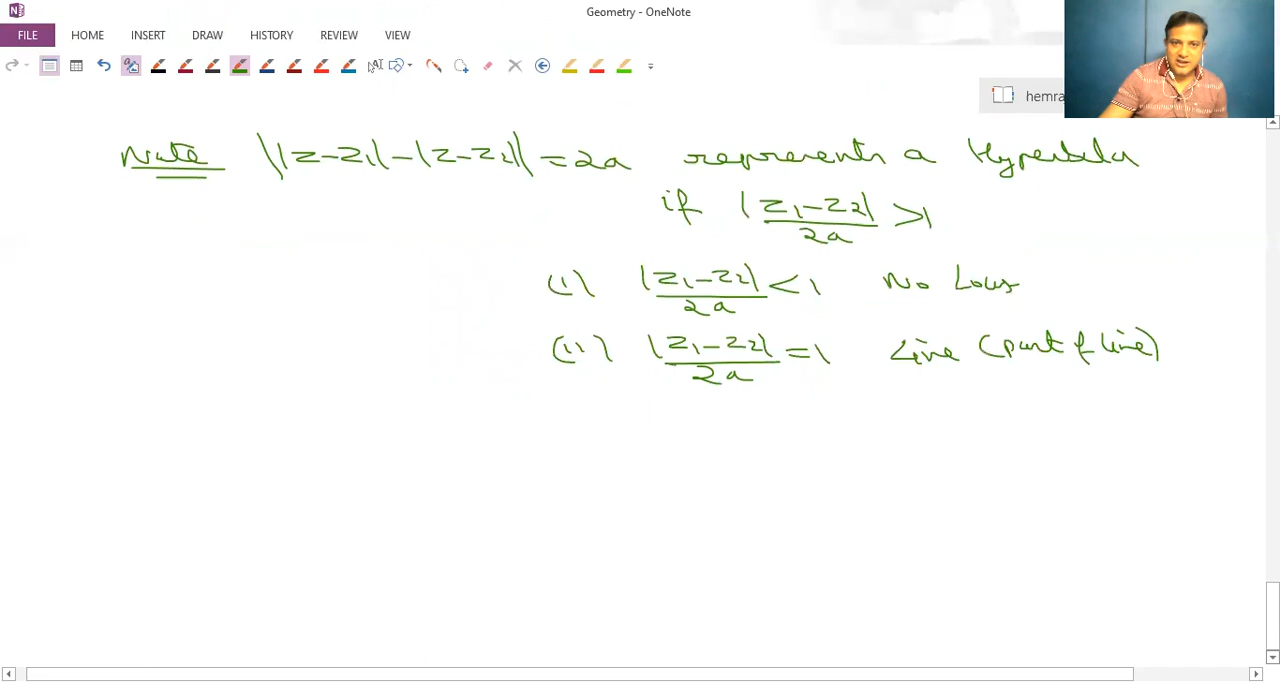 Geometry - OneNote
FILE HOME INSERT DRAW HISTORY REVIEW VIEW
hemra
Note ||z-z₁|-|z-z₂|| = 2a represents a Hyperbola
if |z₁-z₂|/2a > 1
(i) |z₁-z₂|/2a < 1 No Locus
(ii) |z₁-z₂|/2a = 1 Line (part of line)